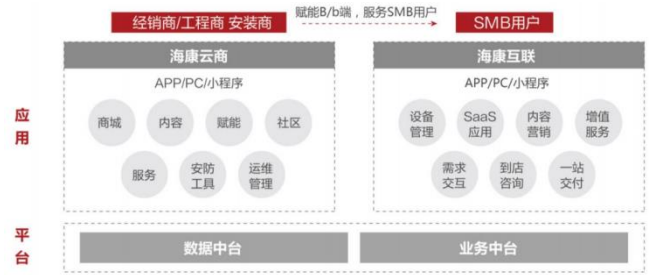 经销商/工程商 安装商
赋能B/b端，服务SMB用户
SMB用户
海康云商
海康互联
APP/PC/小程序
APP/PC/小程序
应用
商城
内容
赋能
社区
设备
管理
SaaS
应用
内容
营销
增值
服务
服务
安防
工具
运维
管理
需求
交互
到店
咨询
一站
交付
平台
数据中台
业务中台